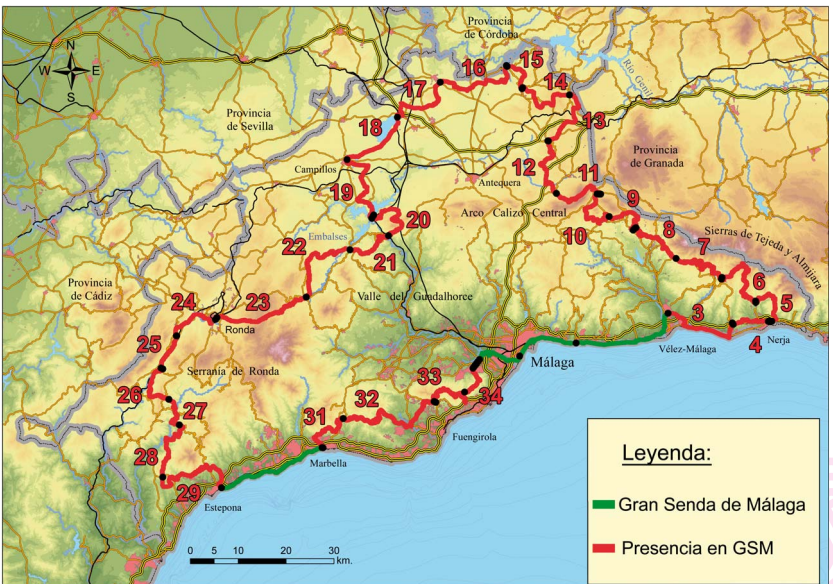 Provincia
de Córdoba
N
W E
S
15
16
14
17
Río Genil
Provincia
de Sevilla
18
13
Provincia
de Granada
Campillos
12
Antequera
11
19
20
Arco Calizo Central
9
10
8
Sierras de Tejeda y Almijara
Embalses
22
21
7
Provincia
de Cádiz
6
24
23
Valle del Guadalhorce
5
3
Ronda
4
Nerja
25
Vélez-Málaga
Málaga
Serranía de Ronda
26
33
34
27
31
32
Fuengirola
28
Marbella
29
Estepona
0 5 10 20 30
km.
Leyenda:
Gran Senda de Málaga
Presencia en GSM